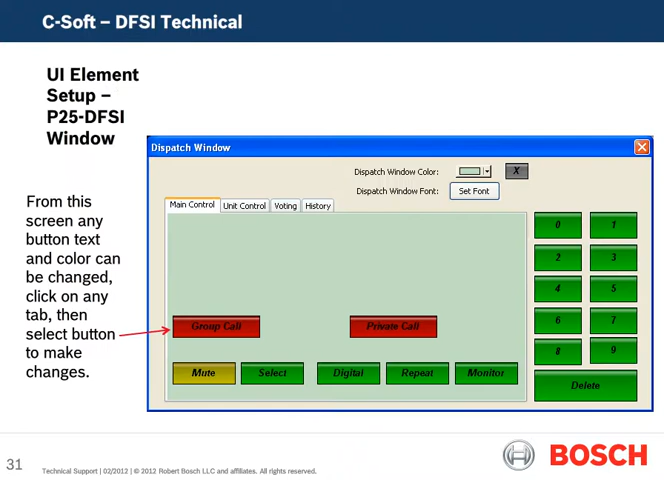 C-Soft – DFSI Technical
UI Element
Setup –
P25-DFSI
Window
From this
screen any
button text
and color can
be changed,
click on any
tab, then
select button
to make
changes.
Dispatch Window
Dispatch Window Color:
X
Dispatch Window Font:
Set Font
Main Control
Unit Control
Voting
History
Group Call
Private Call
Mute
Select
Digital
Repeat
Monitor
0
1
2
3
4
5
6
7
8
9
Delete
31
Technical Support | 02/2012 | © 2012 Robert Bosch LLC and affiliates. All rights reserved.
BOSCH